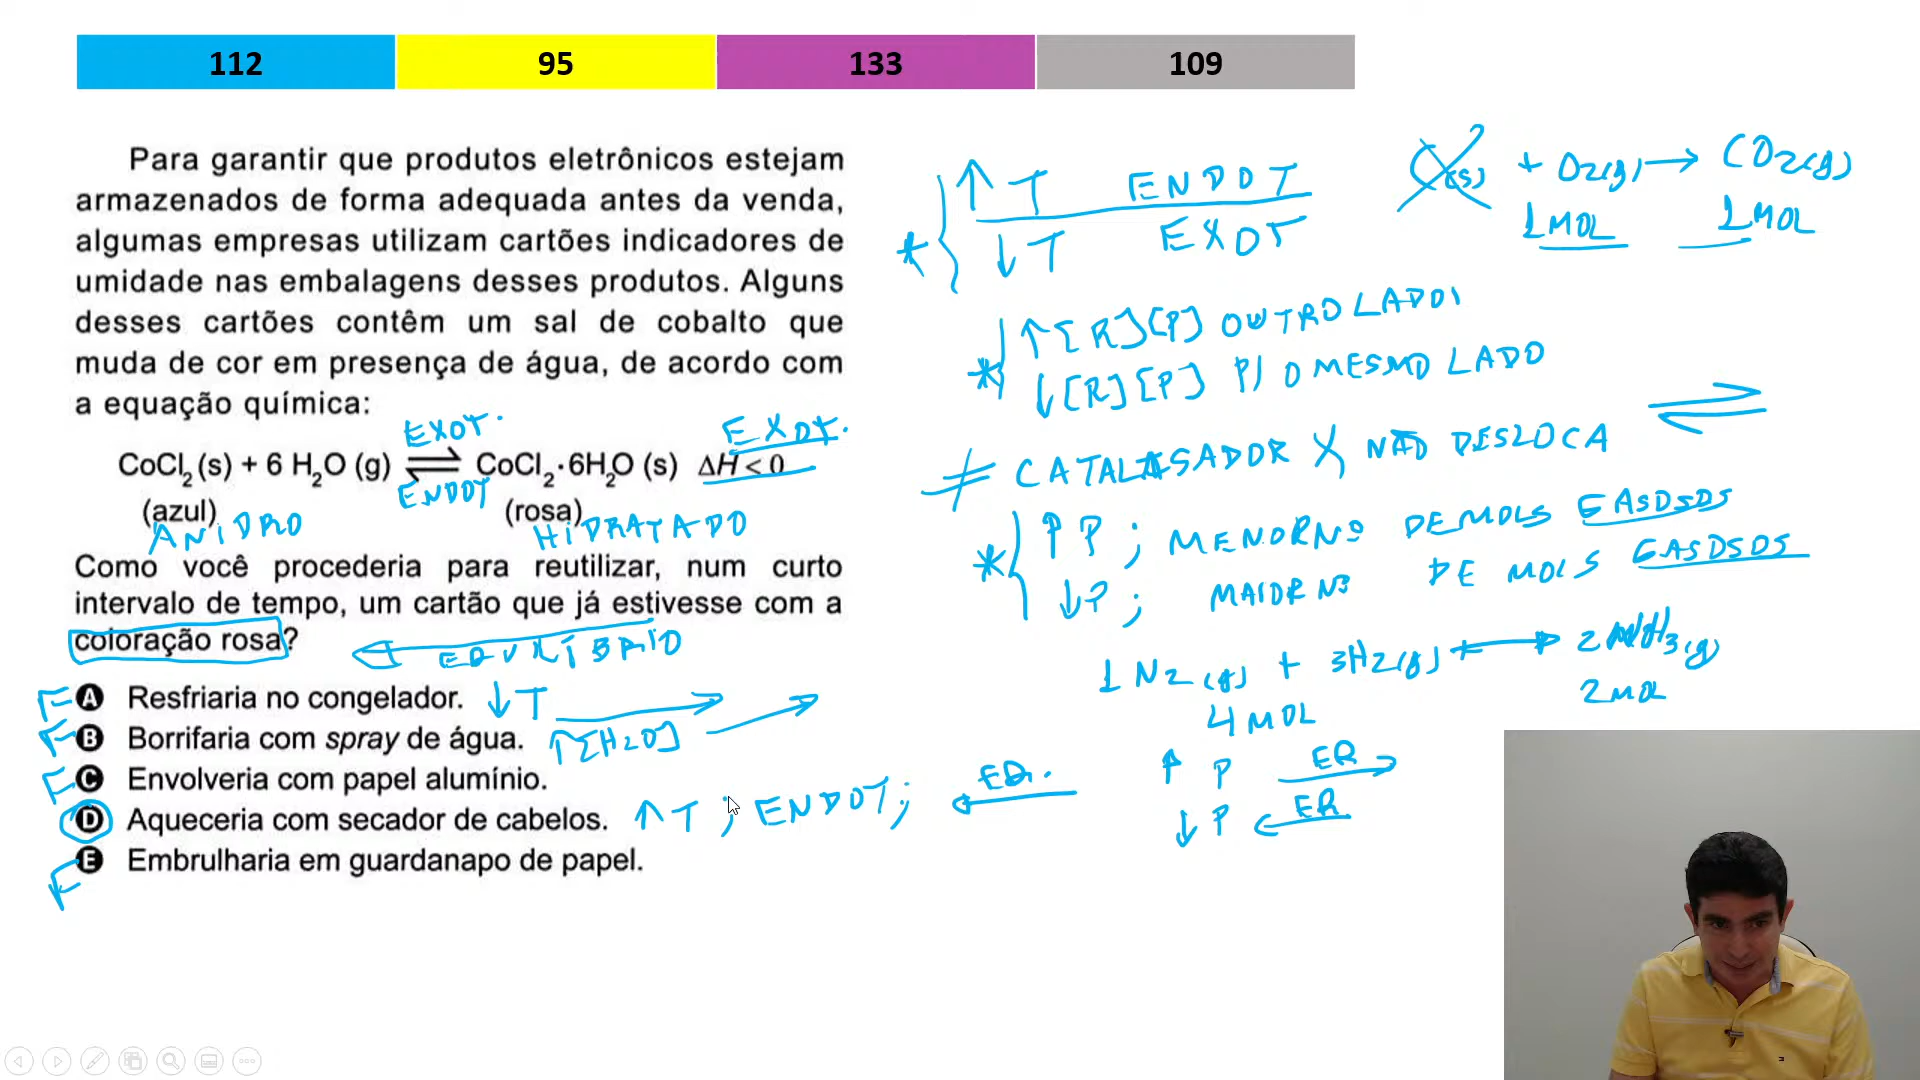 112 95 133 109
Para garantir que produtos eletrônicos estejam
armazenados de forma adequada antes da venda,
algumas empresas utilizam cartões indicadores de
umidade nas embalagens desses produtos. Alguns
desses cartões contêm um sal de cobalto que
muda de cor em presença de água, de acordo com
a equação química:
EXOT. EXOT.
CoCl₂ (s) + 6 H₂O (g) ⇌ CoCl₂·6H₂O (s) ΔH < 0
ENDOT
(azul) (rosa)
ANIDRO HIDRATADO
Como você procederia para reutilizar, num curto
intervalo de tempo, um cartão que já estivesse com a
coloração rosa?
← EQUILÍBRIO
F A Resfriaria no congelador. ↓T →
F B Borrifaria com spray de água. ↑[H2O] →
F C Envolveria com papel alumínio.
D Aqueceria com secador de cabelos. ↑T ; ENDOT; ← EQ.
F E Embrulharia em guardanapo de papel.
* ↑ T ENDOT
↓ T EXOT
C(s) + O2(g) → CO2(g)
1 MOL 1 MOL
* ↑[R][P] OUTRO LADO
↓[R][P] P/ O MESMO LADO
⇌
≠ CATALISADOR NÃO DESLOCA
* ↑P ; MENOR Nº DE MOLS GASOSOS
↓P ; MAIOR Nº DE MOLS GASOSOS
1 N2(g) + 3H2(g) ↔ 2 NH3(g)
4 MOL 2 MOL
↑ P ER →
↓ P ER ←